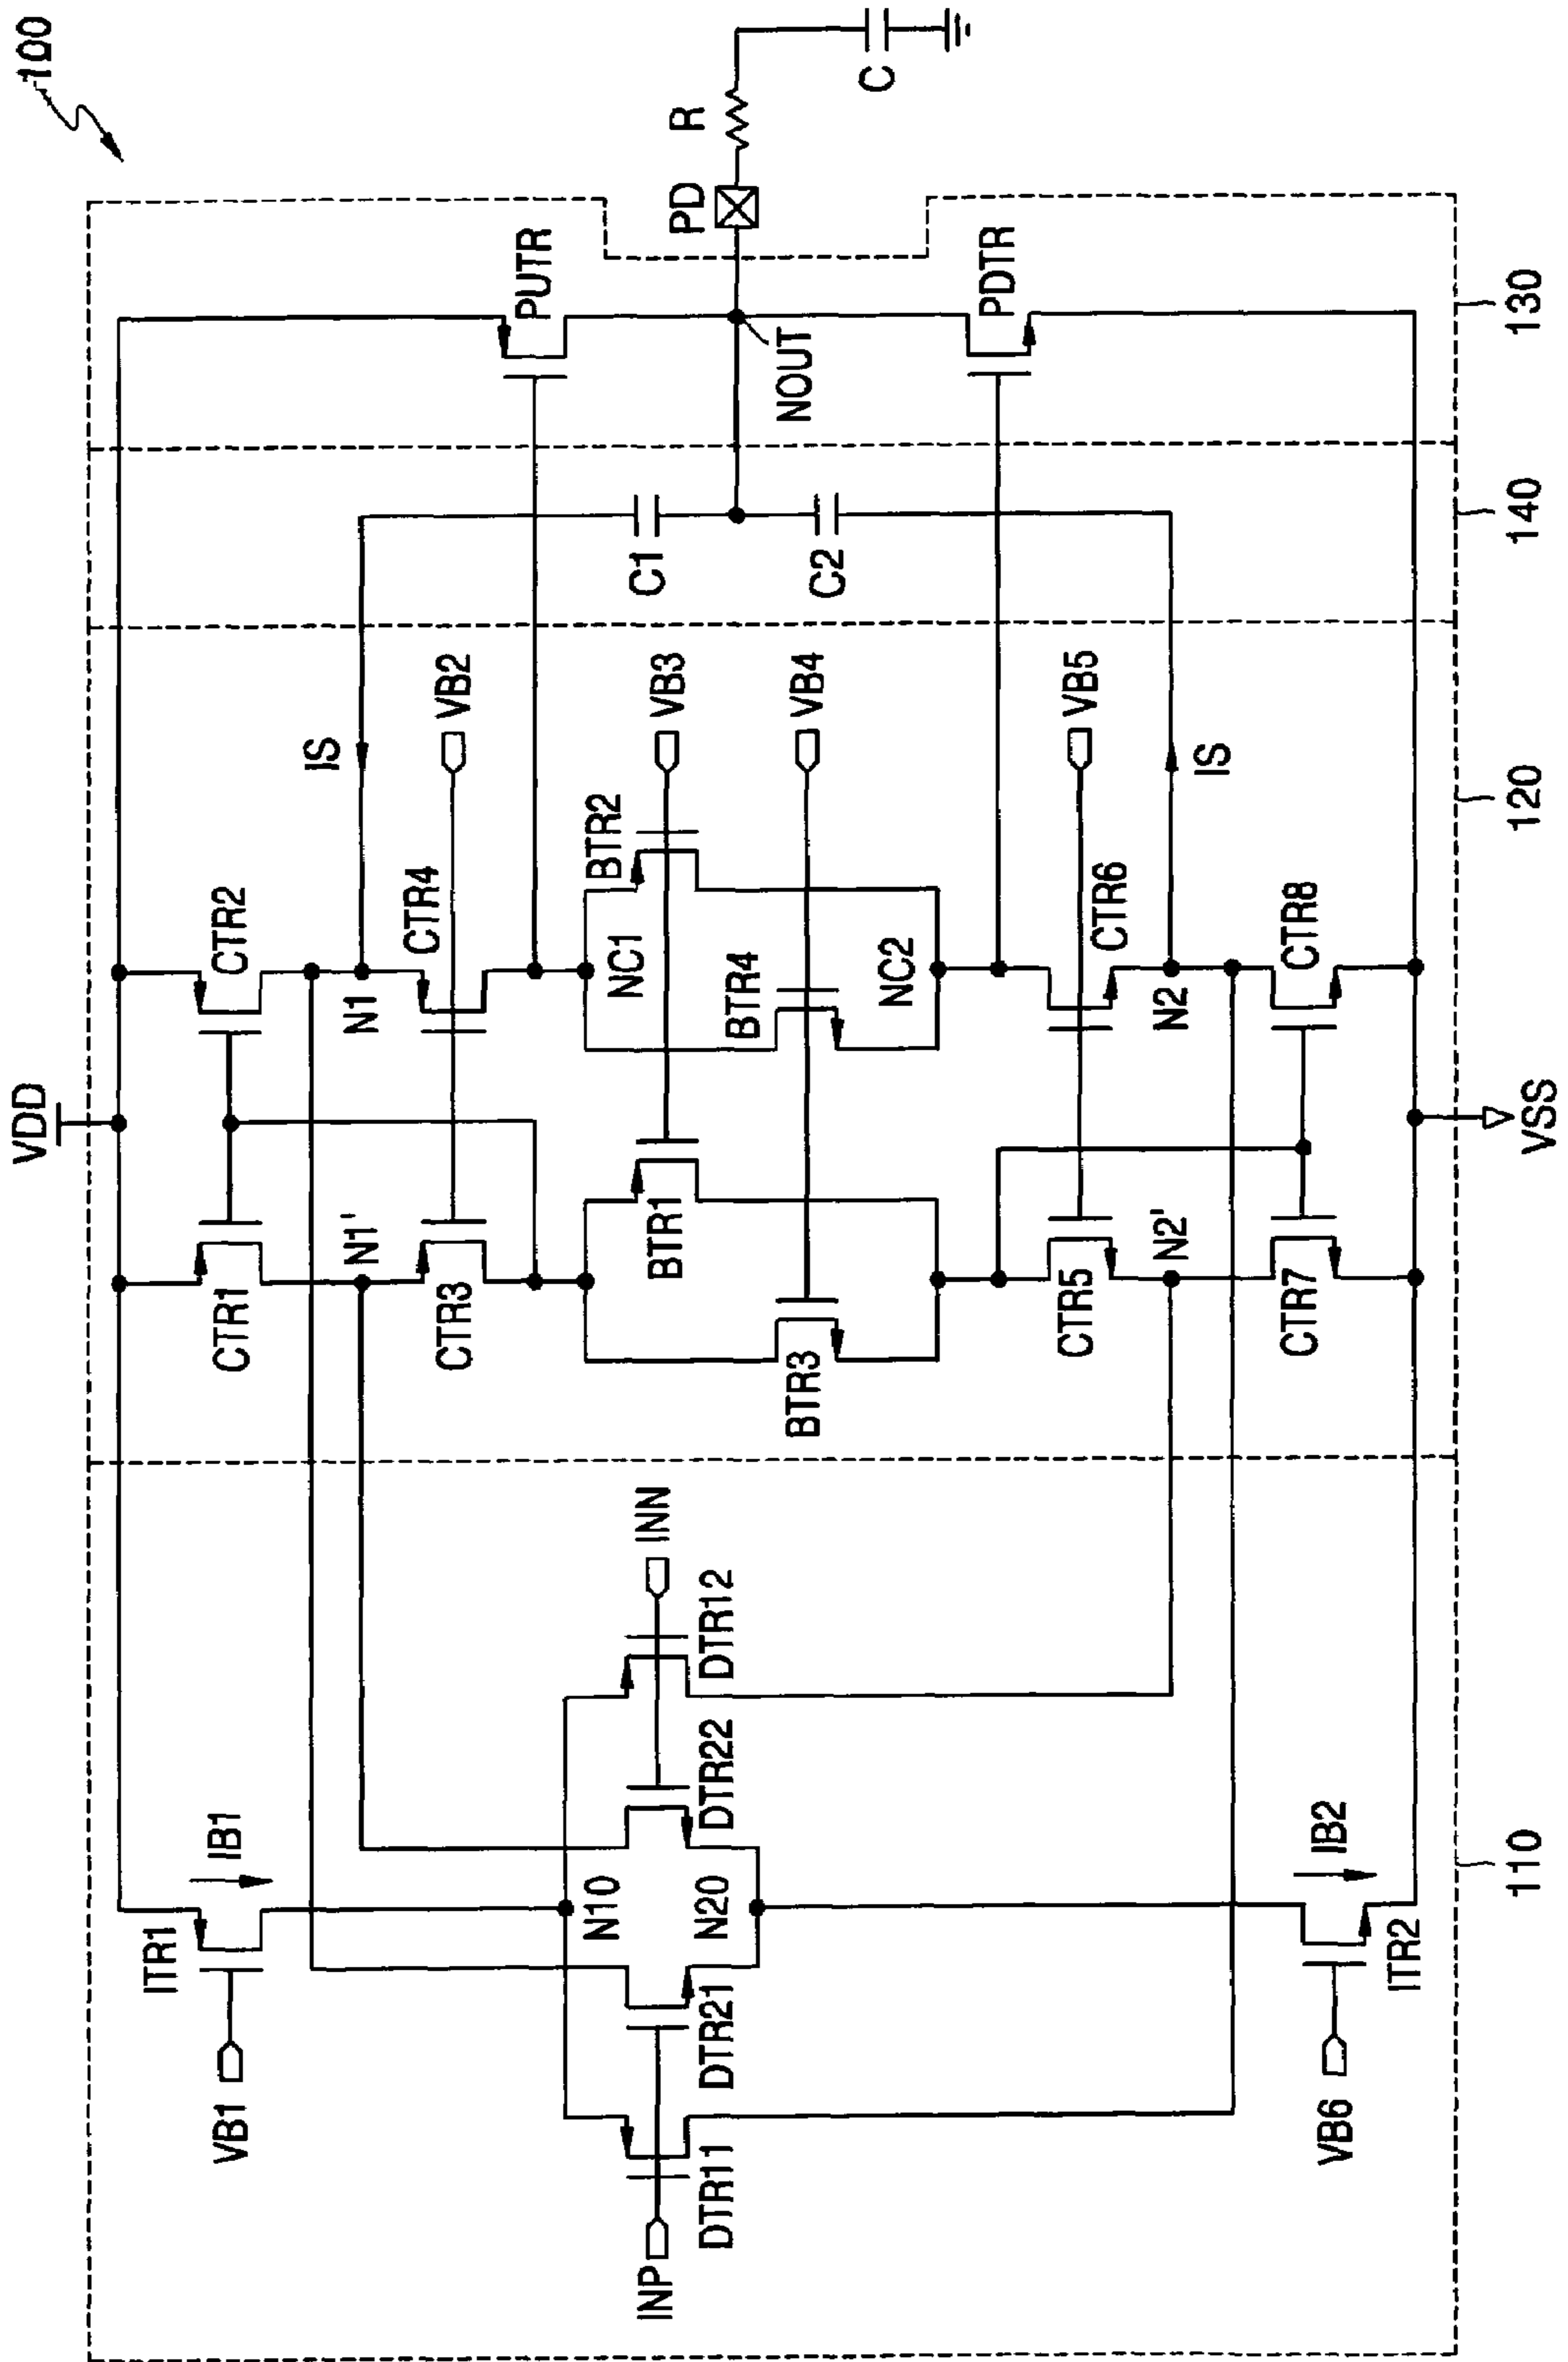 100
VDD
ITR1
IB1
VB1
CTR1
CTR2
IS
N1'
N1
CTR3
CTR4
VB2
PUTR
N10
NC1
BTR2
INP
INN
BTR1
VB3
C1
PD
R
DTR11
DTR21
DTR22
DTR12
N20
BTR3
BTR4
VB4
NOUT
C2
C
NC2
PDTR
CTR5
CTR6
VB5
N2'
N2
IS
IB2
VB6
ITR2
CTR7
CTR8
VSS
110
120
140
130